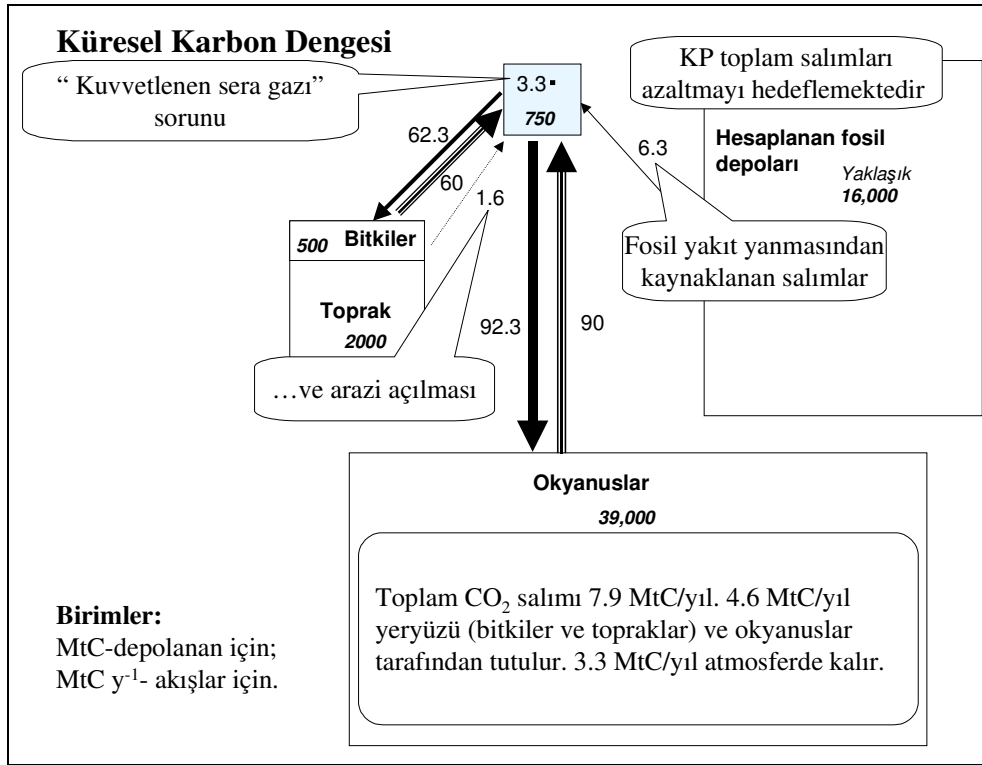 Küresel Karbon Dengesi
“ Kuvvetlenen sera gazı”
sorunu
3.3
750
KP toplam salımları
azaltmayı hedeflemektedir
Hesaplanan fosil
depoları
Yaklaşık
16,000
62.3
60
1.6
6.3
Fosil yakıt yanmasından
kaynaklanan salımlar
500 Bitkiler
Toprak
2000
…ve arazi açılması
92.3
90
Okyanuslar
39,000
Toplam CO₂ salımı 7.9 MtC/yıl. 4.6 MtC/yıl
yeryüzü (bitkiler ve topraklar) ve okyanuslar
tarafından tutulur. 3.3 MtC/yıl atmosferde kalır.
Birimler:
MtC-depolanan için;
MtC y⁻¹- akışlar için.